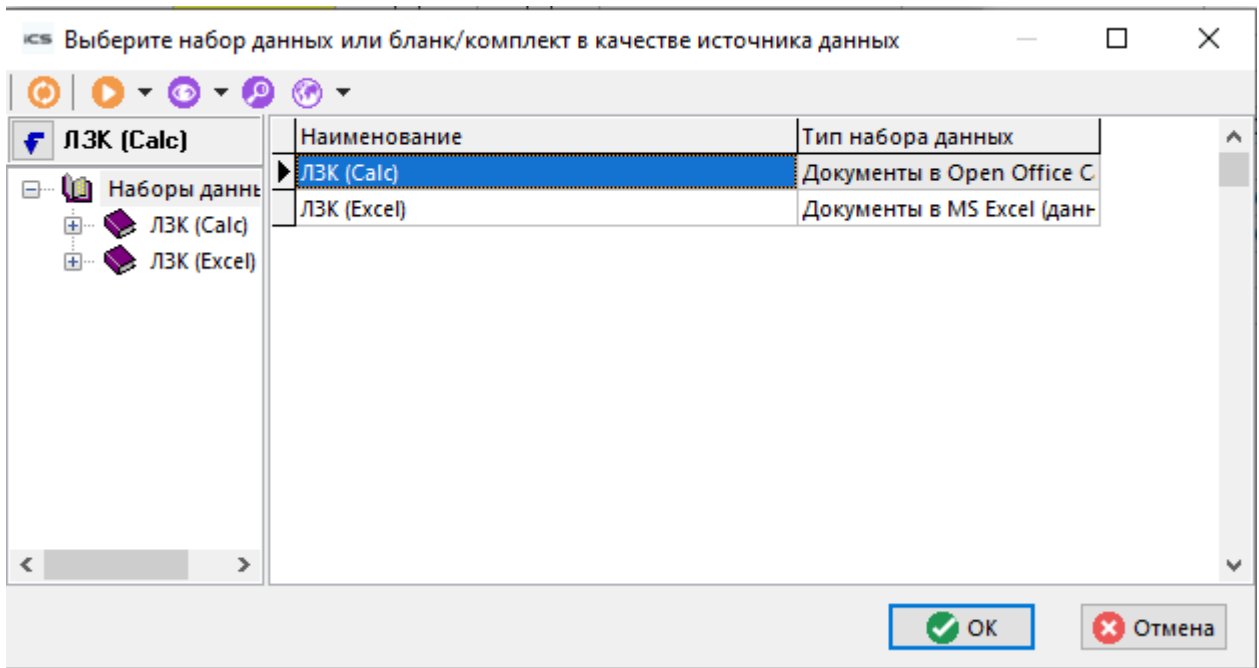 iCS Выберите набор данных или бланк/комплект в качестве источника данных
ЛЗК (Calc)
Наименование Тип набора данных
ЛЗК (Calc) Документы в Open Office C
ЛЗК (Excel) Документы в MS Excel (данн
Наборы даннь
ЛЗК (Calc)
ЛЗК (Excel)
OK Отмена